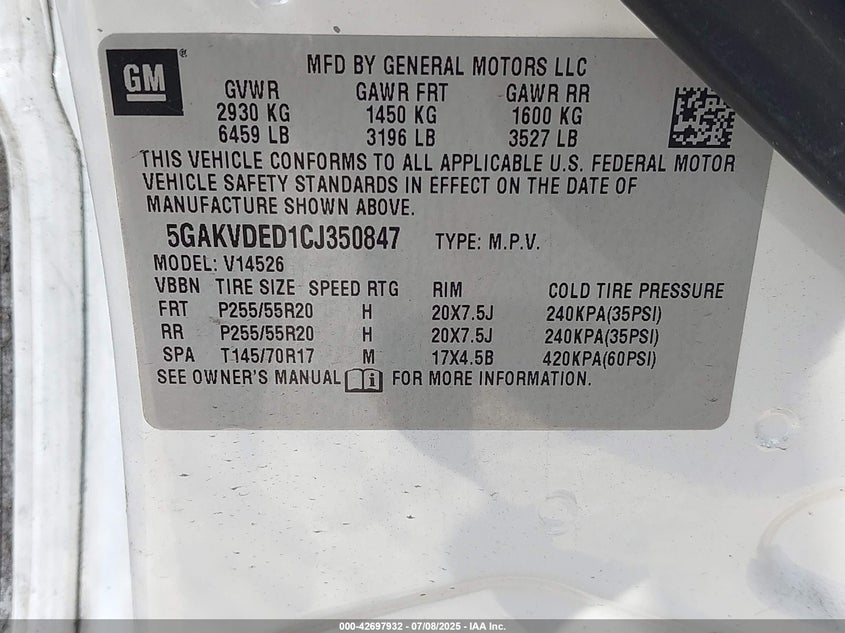 GM ®
MFD BY GENERAL MOTORS LLC
GVWR GAWR FRT GAWR RR
2930 KG 1450 KG 1600 KG
6459 LB 3196 LB 3527 LB
THIS VEHICLE CONFORMS TO ALL APPLICABLE U.S. FEDERAL MOTOR
VEHICLE SAFETY STANDARDS IN EFFECT ON THE DATE OF
MANUFACTURE SHOWN ABOVE.
5GAKVDED1CJ350847 TYPE: M.P.V.
MODEL: V14526
VBBN TIRE SIZE SPEED RTG RIM COLD TIRE PRESSURE
FRT P255/55R20 H 20X7.5J 240KPA(35PSI)
RR P255/55R20 H 20X7.5J 240KPA(35PSI)
SPA T145/70R17 M 17X4.5B 420KPA(60PSI)
SEE OWNER'S MANUAL i FOR MORE INFORMATION.
000-42697932 - 07/08/2025 - IAA Inc.